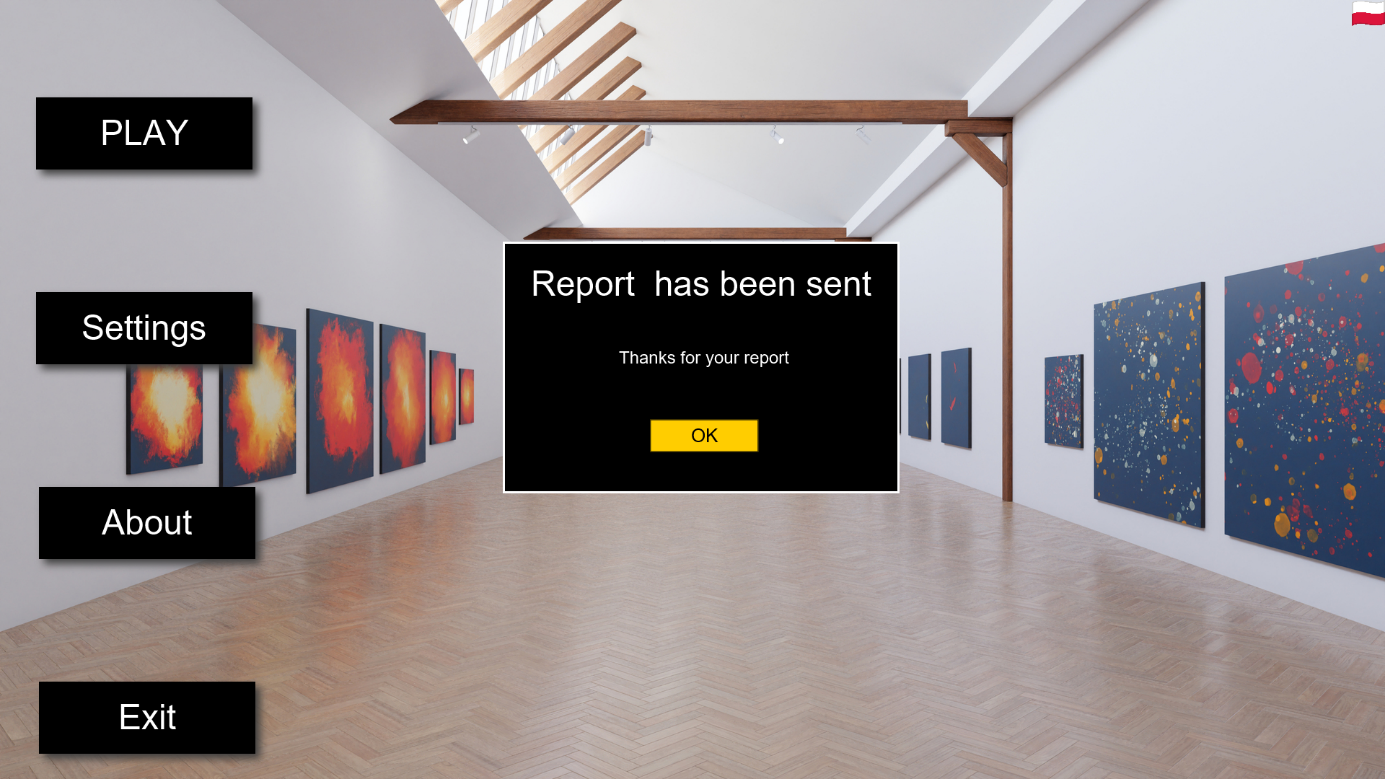 PLAY
Settings
About
Exit
Report  has been sent
Thanks for your report
OK